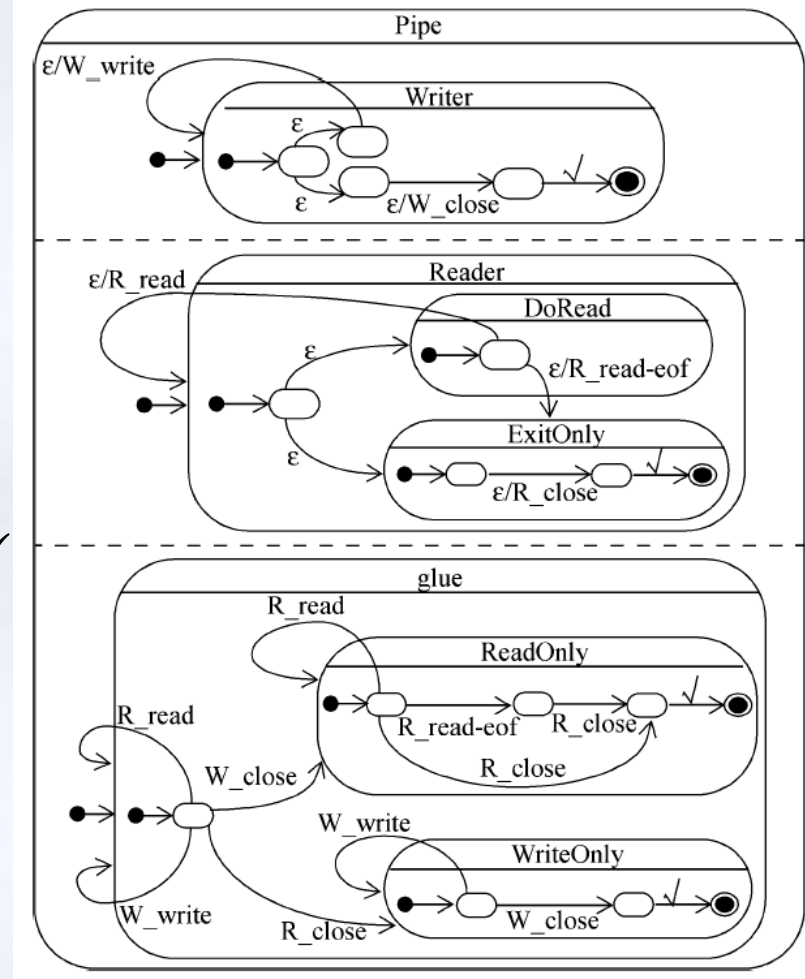 Pipe
ε/W_write
Writer
ε
ε
ε/W_close
√
Reader
ε/R_read
DoRead
ε
ε/R_read-eof
ExitOnly
ε
√
ε/R_close
glue
R_read
ReadOnly
√
R_read
R_read-eof
R_close
W_close
R_close
W_write
WriteOnly
√
W_write
W_close
R_close